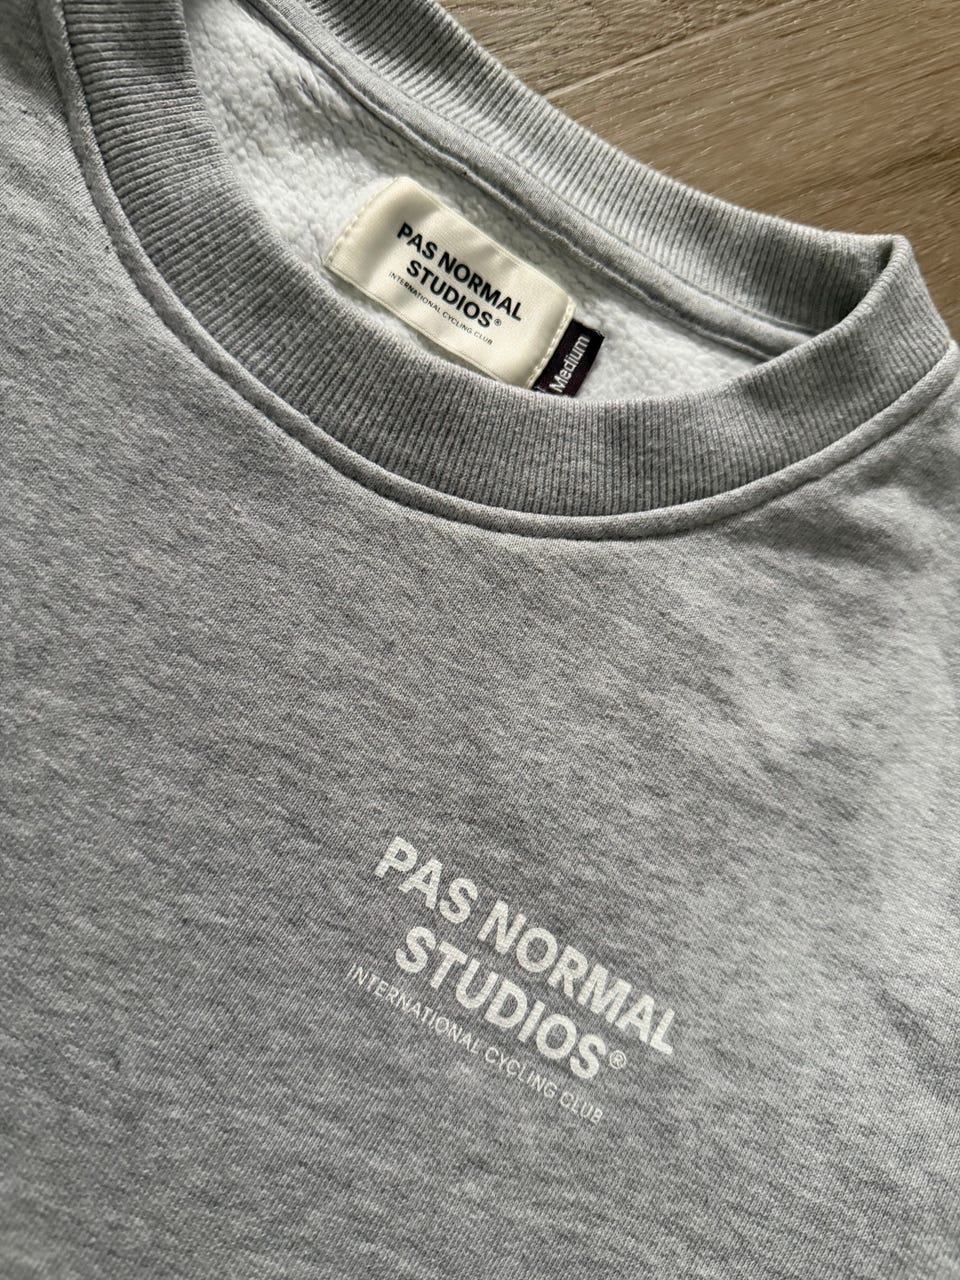 PAS NORMAL
STUDIOS®
INTERNATIONAL CYCLING CLUB
Medium
PAS NORMAL
STUDIOS®
INTERNATIONAL CYCLING CLUB